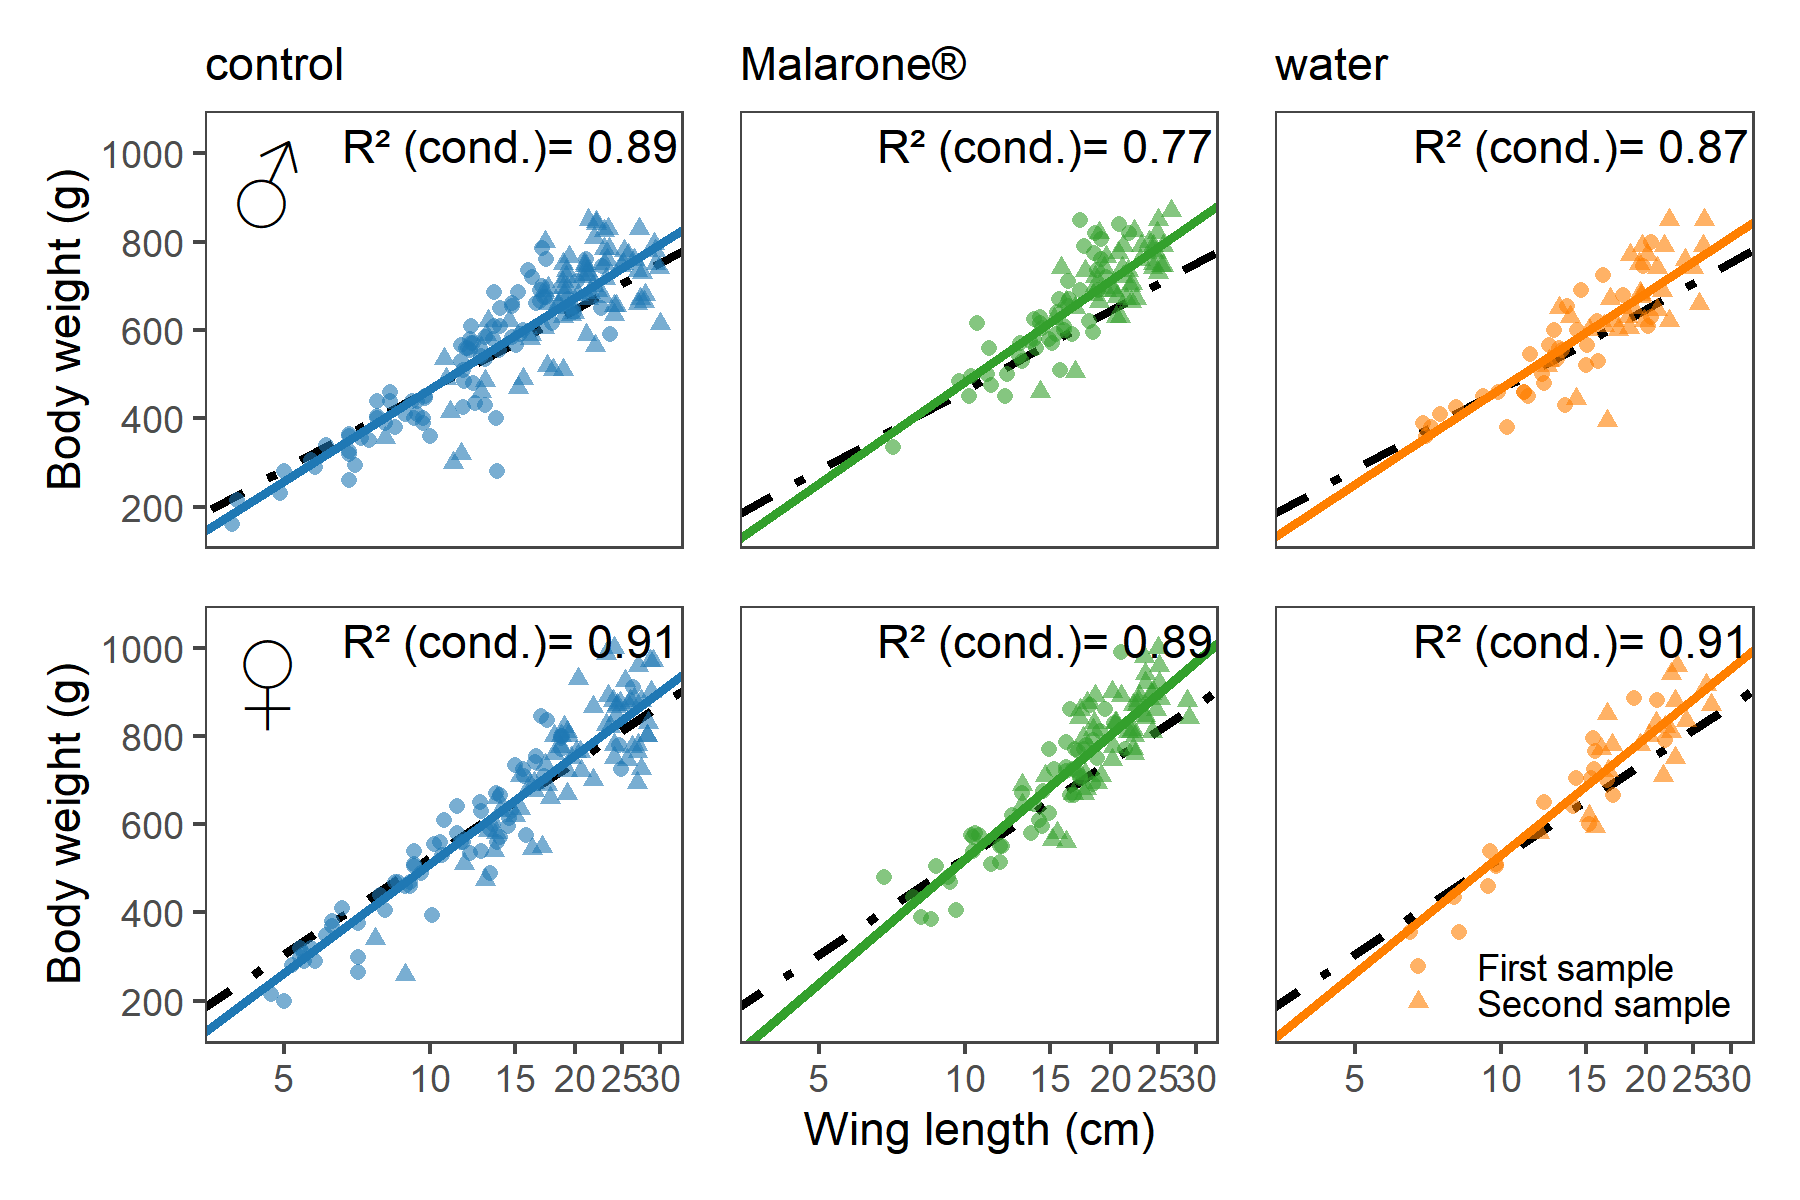 control Malarone® water
♂ R² (cond.)= 0.89 R² (cond.)= 0.77 R² (cond.)= 0.87
Body weight (g)
1000
800
600
400
200
♀ R² (cond.)= 0.91 R² (cond.)= 0.89 R² (cond.)= 0.91
Body weight (g)
1000
800
600
400
200
First sample
Second sample
5 10 15 20 25 30 5 10 15 20 25 30 5 10 15 20 25 30
Wing length (cm)